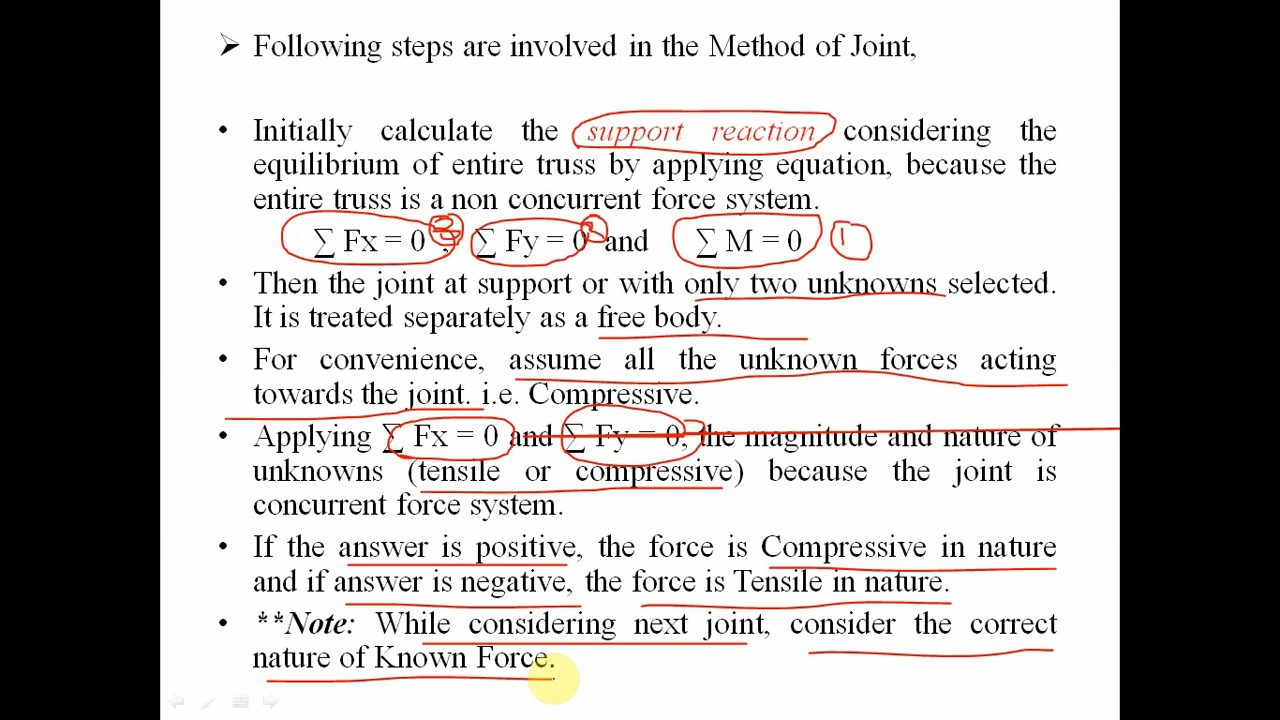 ➢ Following steps are involved in the Method of Joint,
• Initially calculate the support reaction considering the
equilibrium of entire truss by applying equation, because the
entire truss is a non concurrent force system.
∑ Fx = 0 , ∑ Fy = 0 and ∑ M = 0 1
• Then the joint at support or with only two unknowns selected.
It is treated separately as a free body.
• For convenience, assume all the unknown forces acting
towards the joint. i.e. Compressive.
• Applying ∑ Fx = 0 and ∑ Fy = 0, the magnitude and nature of
unknowns (tensile or compressive) because the joint is
concurrent force system.
• If the answer is positive, the force is Compressive in nature
and if answer is negative, the force is Tensile in nature.
• **Note: While considering next joint, consider the correct
nature of Known Force.